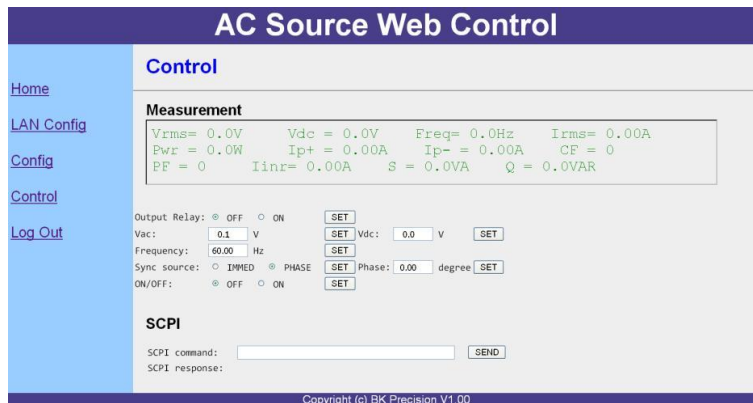 AC Source Web Control
Home
LAN Config
Config
Control
Log Out
Control
Measurement
Vrms= 0.0V Vdc = 0.0V Freq= 0.0Hz Irms= 0.00A
Pwr = 0.0W Ip+ = 0.00A Ip- = 0.00A CF = 0
PF = 0 Iinr= 0.00A S = 0.0VA Q = 0.0VAR
Output Relay: OFF ON SET
Vac: 0.1 V SET Vdc: 0.0 V SET
Frequency: 60.00 Hz SET
Sync source: IMMED PHASE SET Phase: 0.00 degree SET
ON/OFF: OFF ON SET
SCPI
SCPI command: SEND
SCPI response:
Copyright (c) BK Precision V1.00